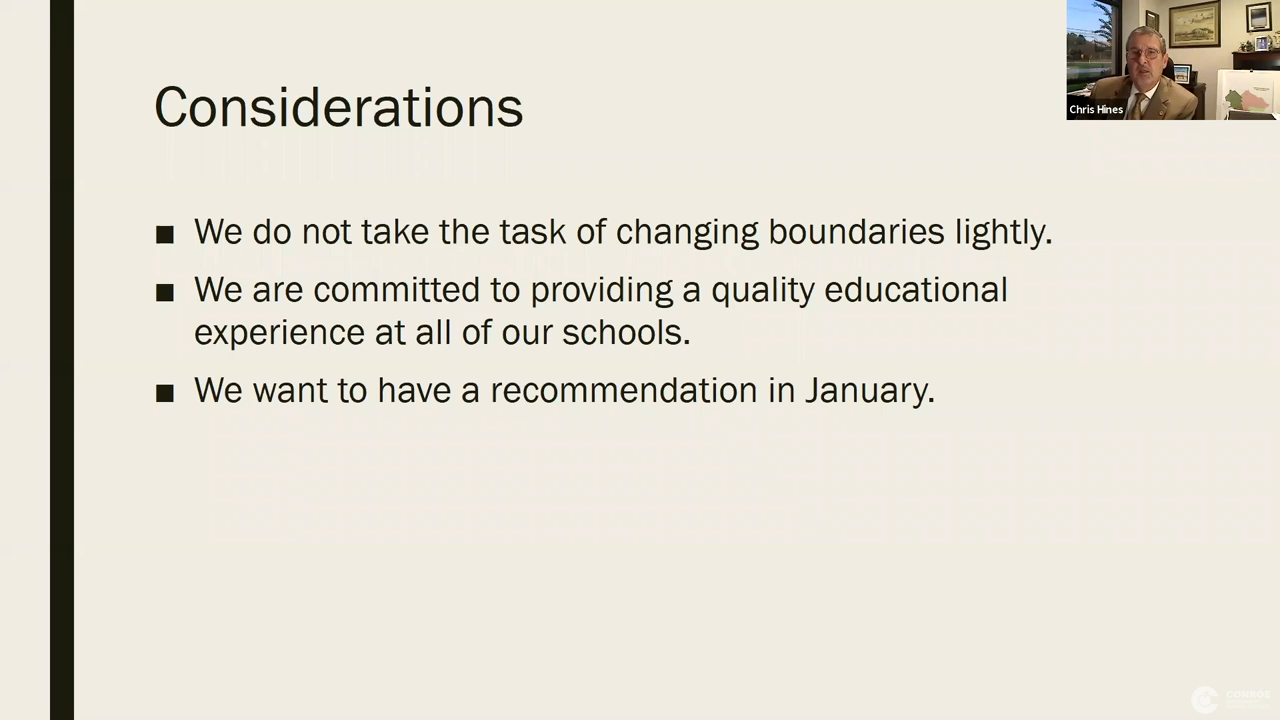 Considerations
■ We do not take the task of changing boundaries lightly.
■ We are committed to providing a quality educational
experience at all of our schools.
■ We want to have a recommendation in January.
Chris Hines
CONROE